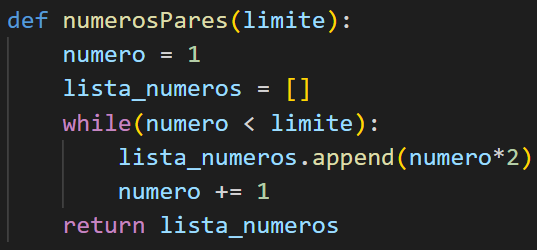 def numerosPares(limite):
    numero = 1
    lista_numeros = []
    while(numero < limite):
        lista_numeros.append(numero*2)
        numero += 1
    return lista_numeros